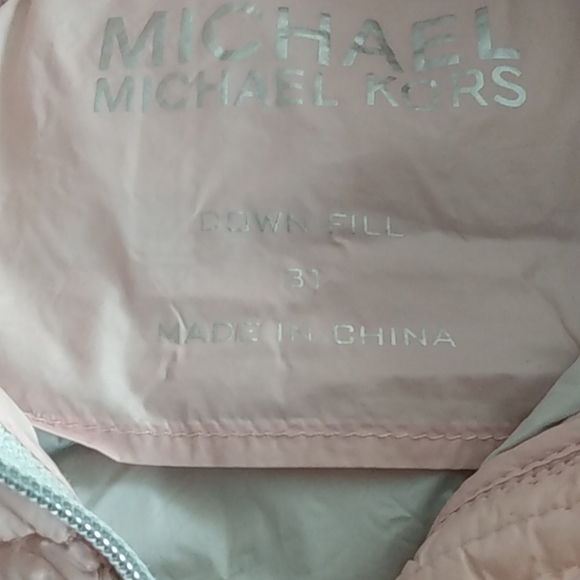 MICHAEL
MICHAEL KORS
DOWN FILL
31
MADE IN CHINA